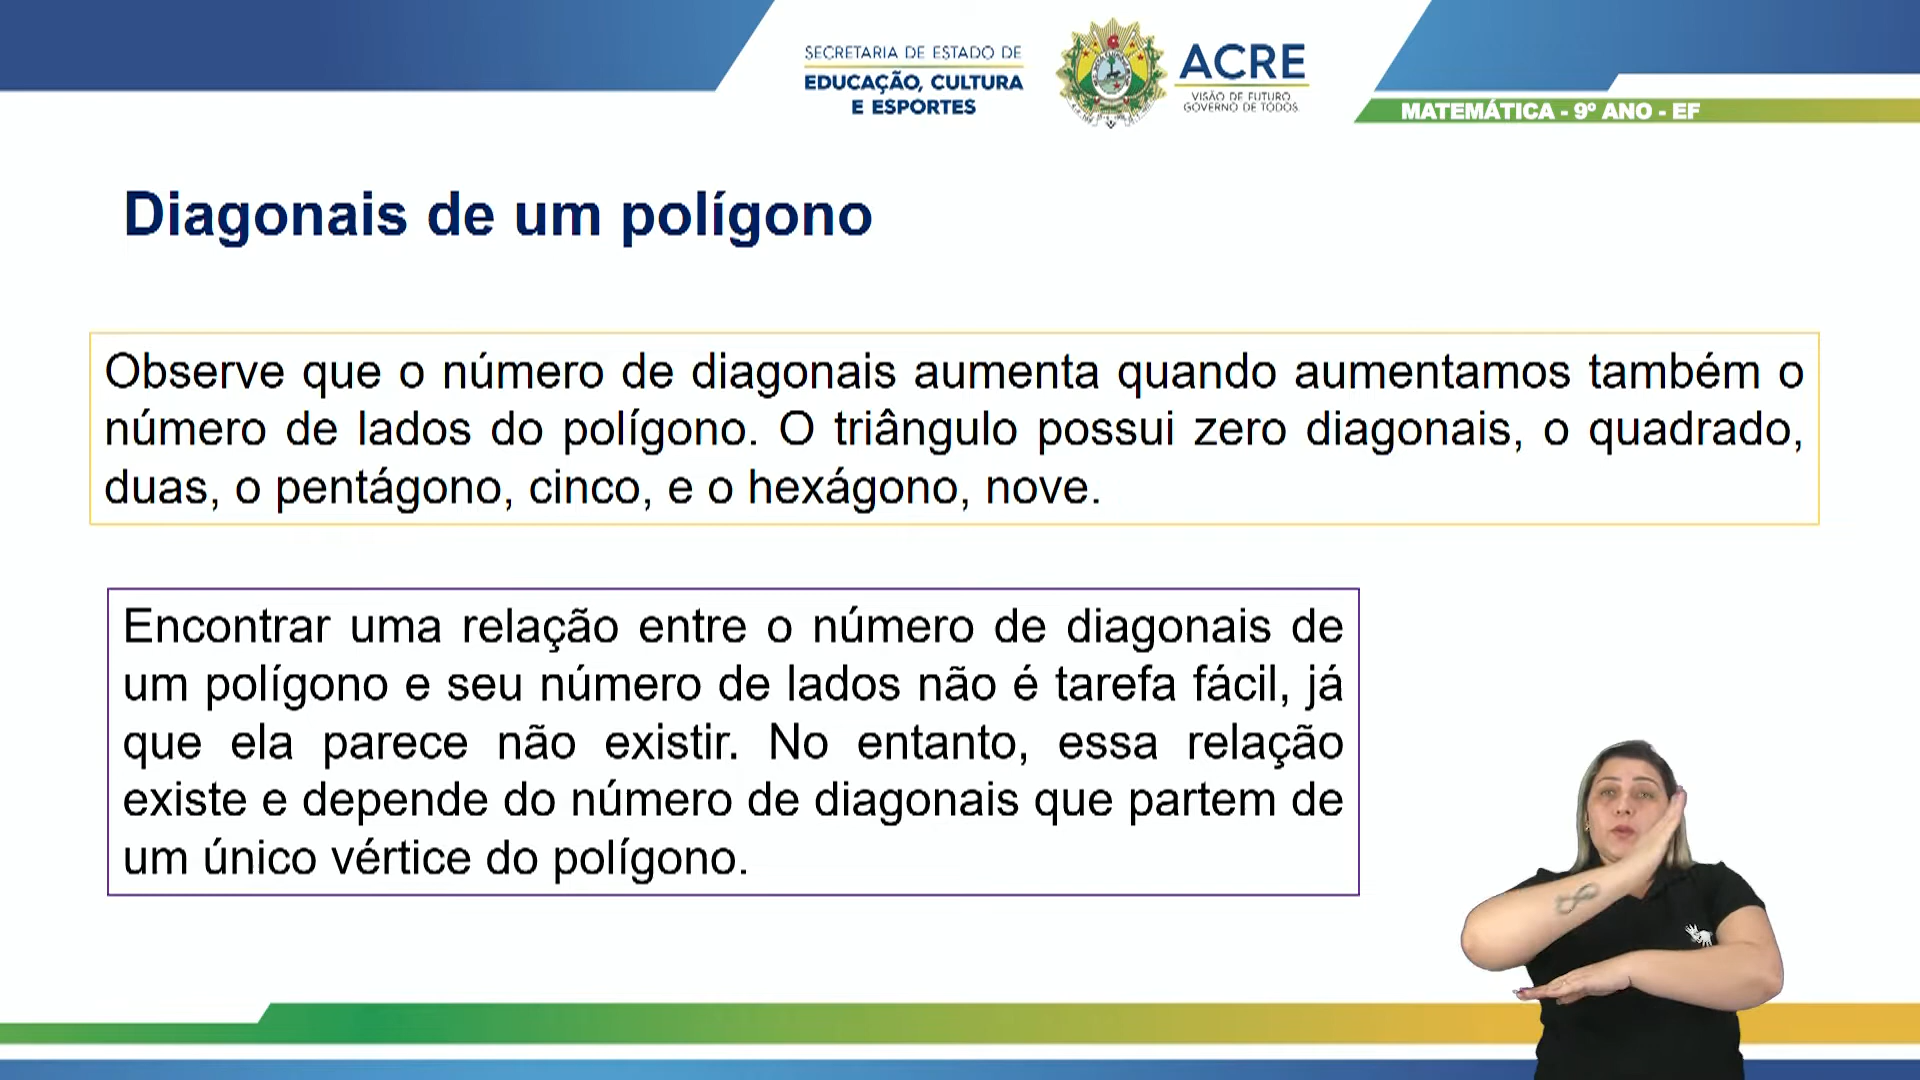 SECRETARIA DE ESTADO DE
EDUCAÇÃO, CULTURA
E ESPORTES
ACRE
VISÃO DE FUTURO
GOVERNO DE TODOS
MATEMÁTICA - 9º ANO - EF
Diagonais de um polígono
Observe que o número de diagonais aumenta quando aumentamos também o
número de lados do polígono. O triângulo possui zero diagonais, o quadrado,
duas, o pentágono, cinco, e o hexágono, nove.
Encontrar uma relação entre o número de diagonais de
um polígono e seu número de lados não é tarefa fácil, já
que ela parece não existir. No entanto, essa relação
existe e depende do número de diagonais que partem de
um único vértice do polígono.